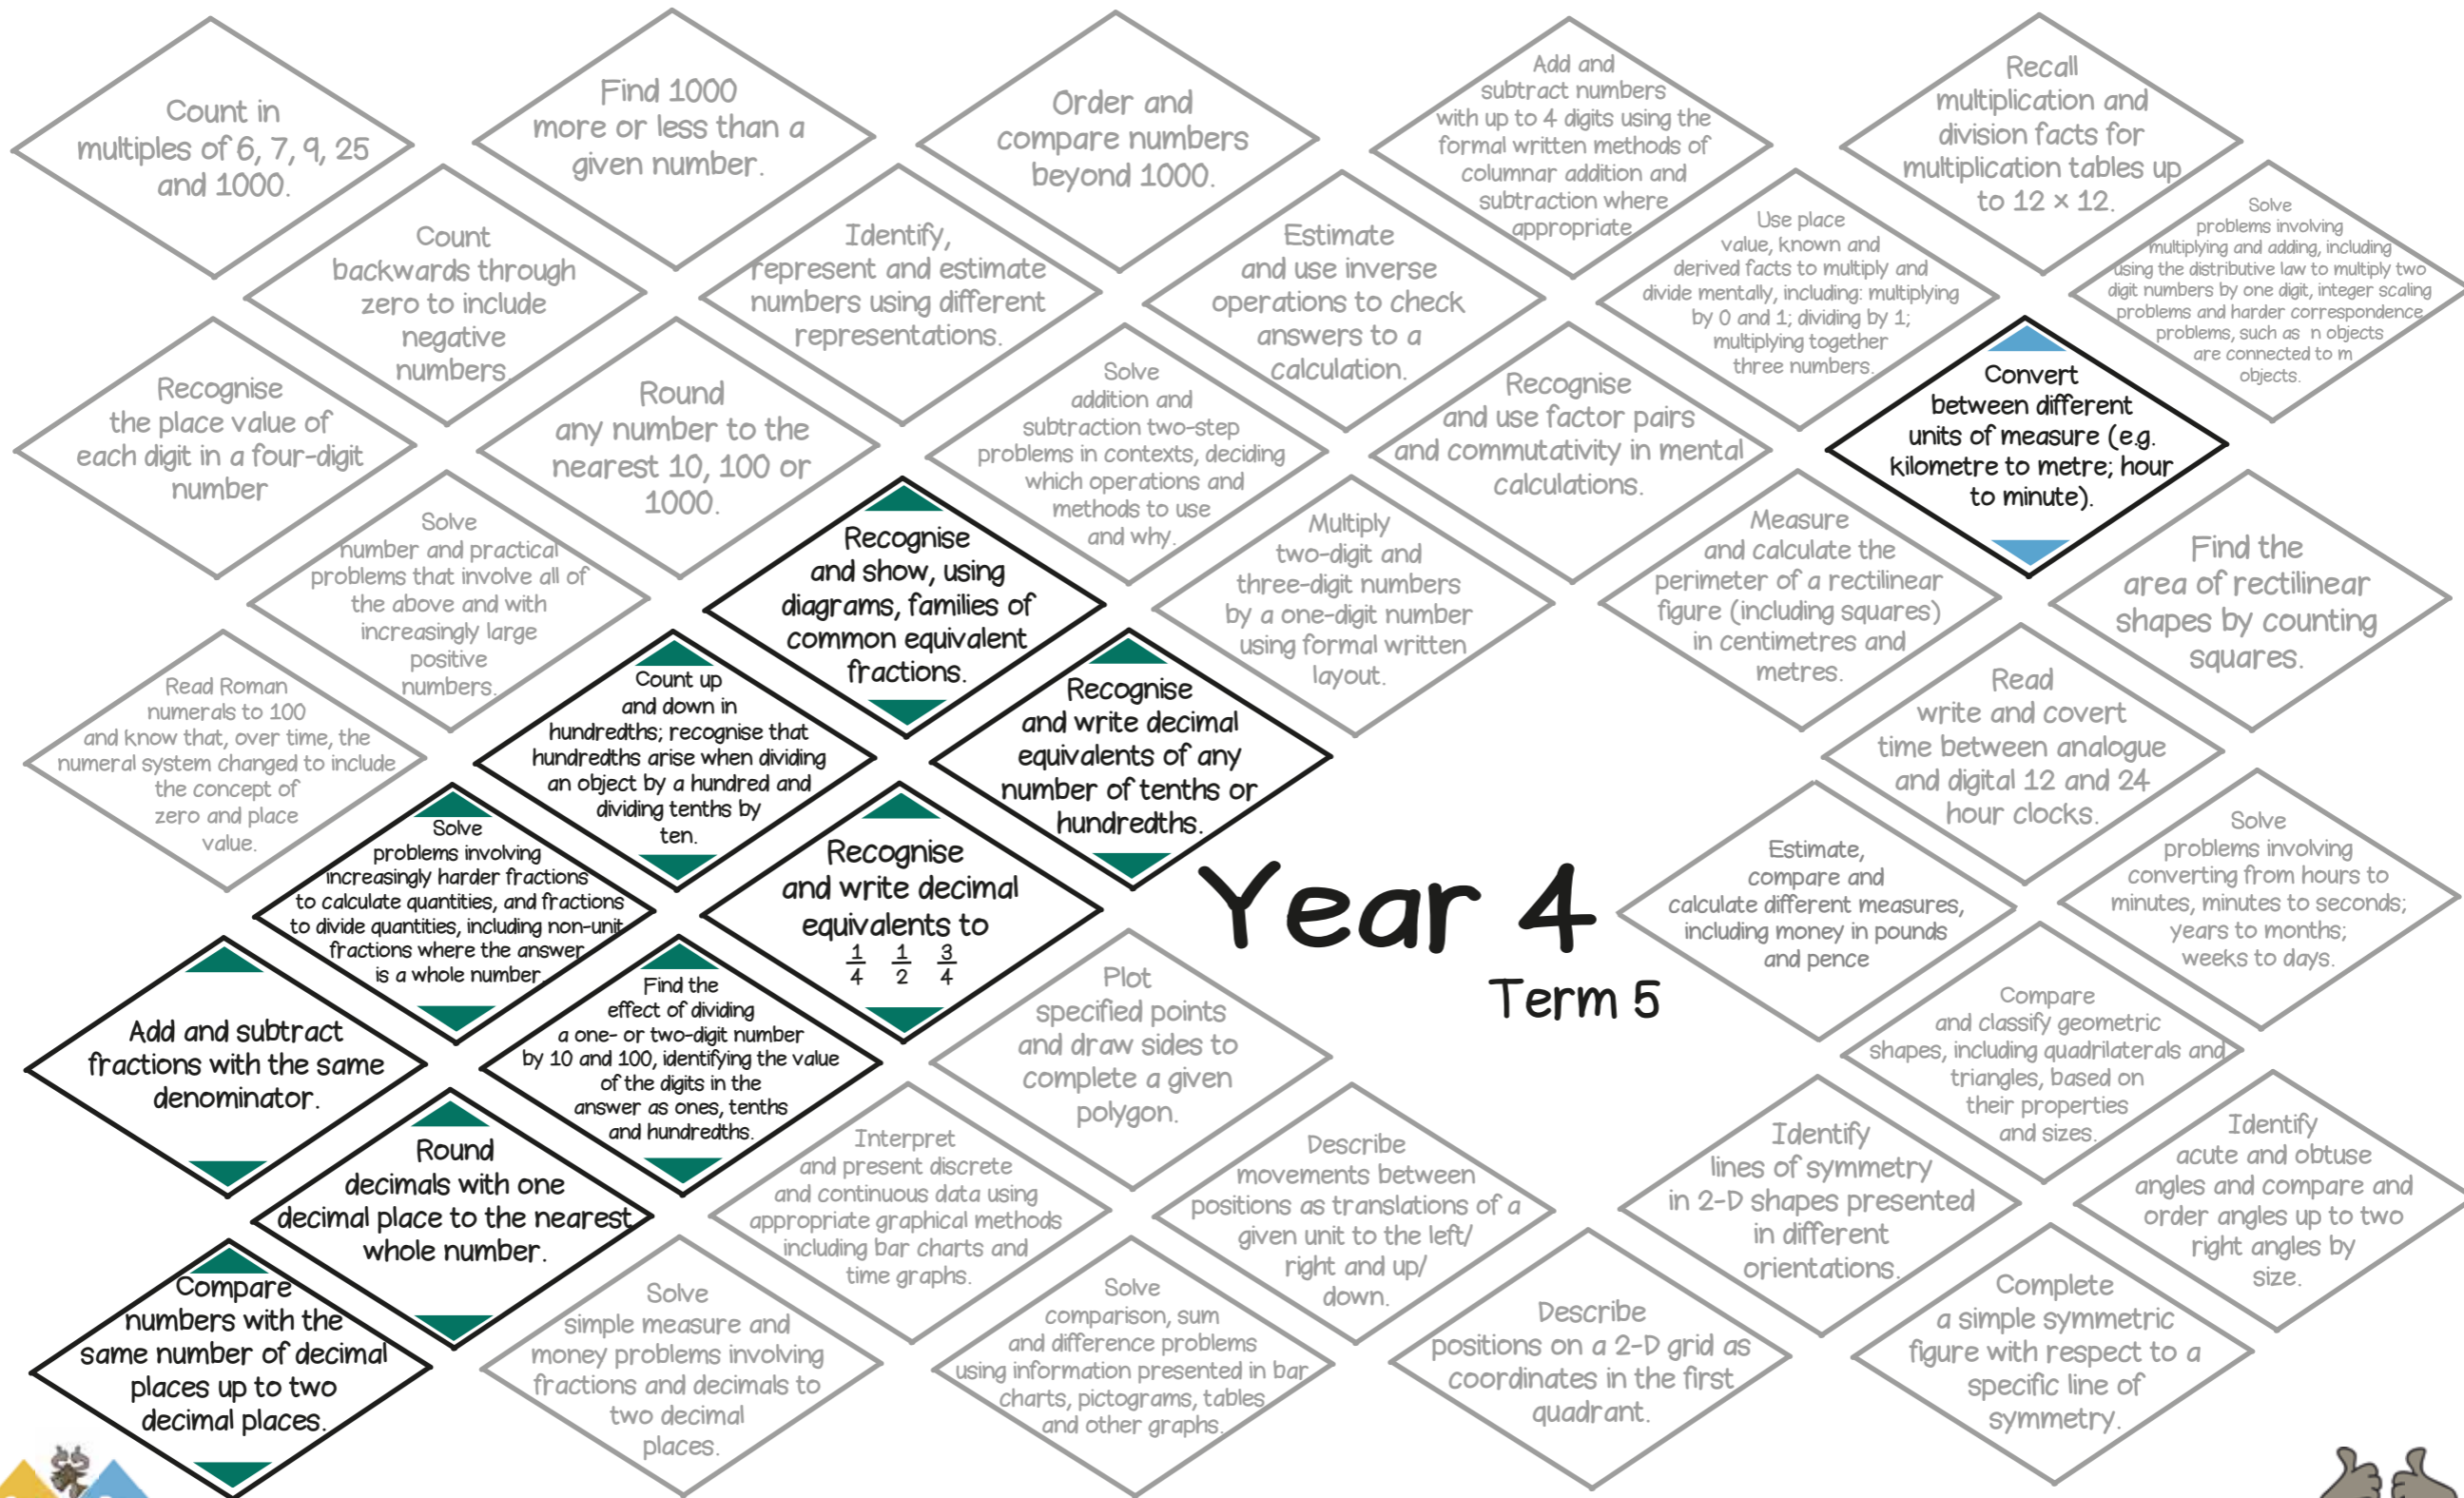 Count in
multiples of 6, 7, 9, 25
and 1000.
Find 1000
more or less than a
given number.
Order and
compare numbers
beyond 1000.
Add and
subtract numbers
with up to 4 digits using the
formal written methods of
columnar addition and
subtraction where
appropriate.
Recall
multiplication and
division facts for
multiplication tables up
to 12 × 12.
Count
backwards through
zero to include
negative
numbers.
Identify,
represent and estimate
numbers using different
representations.
Estimate
and use inverse
operations to check
answers to a
calculation.
Use place
value, known and
derived facts to multiply and
divide mentally, including: multiplying
by 0 and 1; dividing by 1;
multiplying together
three numbers.
Solve
problems involving
multiplying and adding, including
using the distributive law to multiply two
digit numbers by one digit, integer scaling
problems and harder correspondence
problems, such as n objects
are connected to m
objects.
Recognise
the place value of
each digit in a four-digit
number
Round
any number to the
nearest 10, 100 or
1000.
Solve
addition and
subtraction two-step
problems in contexts, deciding
which operations and
methods to use
and why.
Recognise
and use factor pairs
and commutativity in mental
calculations.
Convert
between different
units of measure (e.g.
kilometre to metre; hour
to minute).
Solve
number and practical
problems that involve all of
the above and with
increasingly large
positive
numbers.
Recognise
and show, using
diagrams, families of
common equivalent
fractions.
Multiply
two-digit and
three-digit numbers
by a one-digit number
using formal written
layout.
Measure
and calculate the
perimeter of a rectilinear
figure (including squares)
in centimetres and
metres.
Find the
area of rectilinear
shapes by counting
squares.
Read Roman
numerals to 100
and know that, over time, the
numeral system changed to include
the concept of
zero and place
value.
Count up
and down in
hundredths; recognise that
hundredths arise when dividing
an object by a hundred and
dividing tenths by
ten.
Recognise
and write decimal
equivalents of any
number of tenths or
hundredths.
Read
write and covert
time between analogue
and digital 12 and 24
hour clocks.
Solve
problems involving
increasingly harder fractions
to calculate quantities, and fractions
to divide quantities, including non-unit
fractions where the answer
is a whole number.
Recognise
and write decimal
equivalents to
1/4 1/2 3/4
Year 4
Term 5
Estimate,
compare and
calculate different measures,
including money in pounds
and pence
Solve
problems involving
converting from hours to
minutes, minutes to seconds;
years to months;
weeks to days.
Add and subtract
fractions with the same
denominator.
Find the
effect of dividing
a one- or two-digit number
by 10 and 100, identifying the value
of the digits in the
answer as ones, tenths
and hundredths.
Plot
specified points
and draw sides to
complete a given
polygon.
Compare
and classify geometric
shapes, including quadrilaterals and
triangles, based on
their properties
and sizes.
Round
decimals with one
decimal place to the nearest
whole number.
Interpret
and present discrete
and continuous data using
appropriate graphical methods
including bar charts and
time graphs.
Describe
movements between
positions as translations of a
given unit to the left/
right and up/
down.
Identify
lines of symmetry
in 2-D shapes presented
in different
orientations.
Identify
acute and obtuse
angles and compare and
order angles up to two
right angles by
size.
Compare
numbers with the
same number of decimal
places up to two
decimal places.
Solve
simple measure and
money problems involving
fractions and decimals to
two decimal
places.
Solve
comparison, sum
and difference problems
using information presented in bar
charts, pictograms, tables
and other graphs.
Describe
positions on a 2-D grid as
coordinates in the first
quadrant.
Complete
a simple symmetric
figure with respect to a
specific line of
symmetry.